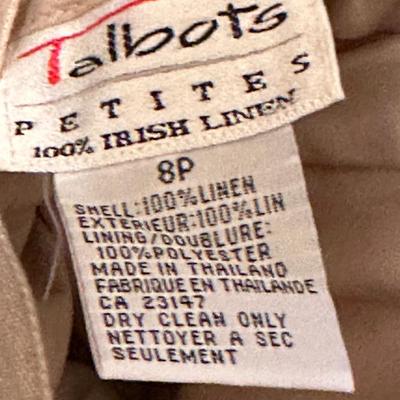 Talbots
PETITES
100% IRISH LINEN
8P
SHELL:100%LINEN
EXTERIEUR:100%LIN
LINING/DOUBLURE:
100%POLYESTER
MADE IN THAILAND
FABRIQUE EN THAILANDE
CA 23147
DRY CLEAN ONLY
NETTOYER A SEC
SEULEMENT